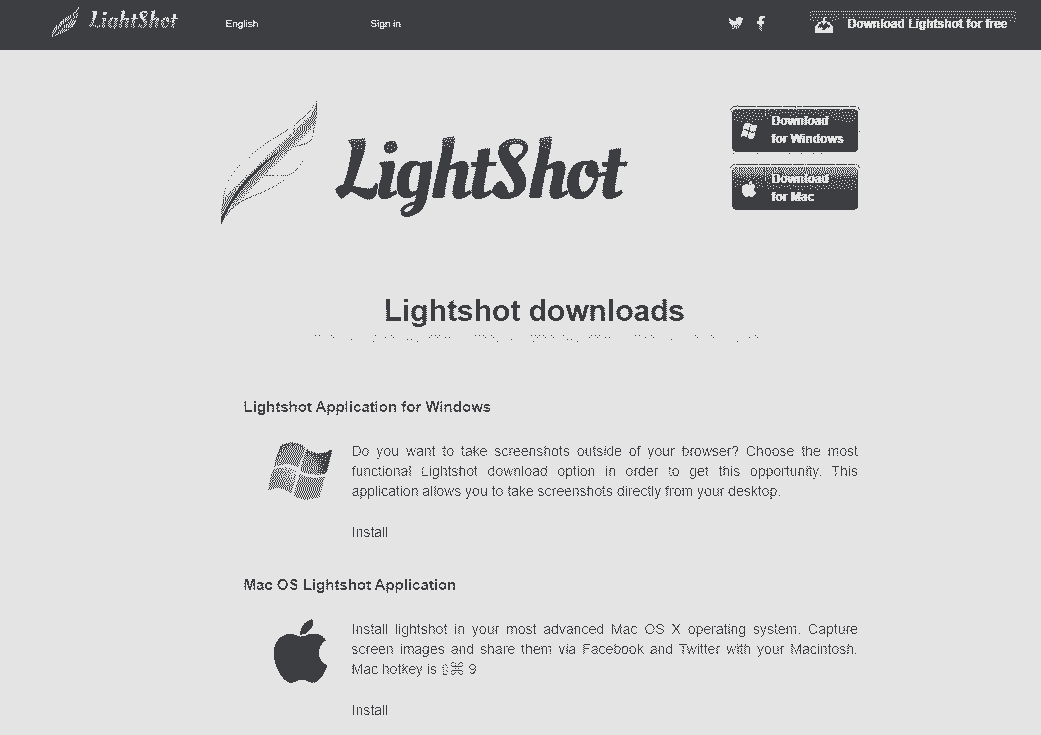 LightShot
English
Sign in
Download Lightshot for free
LightShot
Download
for Windows
Download
for Mac
Lightshot downloads
Lightshot Application for Windows
Do you want to take screenshots outside of your browser? Choose the most
functional Lightshot download option in order to get this opportunity. This
application allows you to take screenshots directly from your desktop.
Install
Mac OS Lightshot Application
Install lightshot in your most advanced Mac OS X operating system. Capture
screen images and share them via Facebook and Twitter with your Macintosh.
Mac hotkey is ⇧⌘ 9
Install